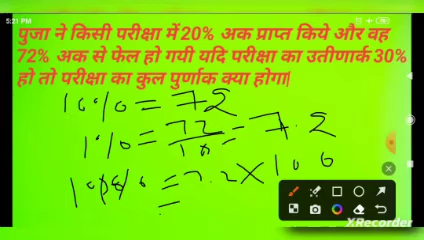 5:21 PM
पुजा ने किसी परीक्षा में 20% अक प्राप्त किये और वह
72% अक से फेल हो गयी यदि परीक्षा का उतीणार्क 30%
हो तो परीक्षा का कुल पुर्णाक क्या होगा|
10% = 72
1% = 72/10 = 7.2
100% = 7.2 × 100
=
XRecorder